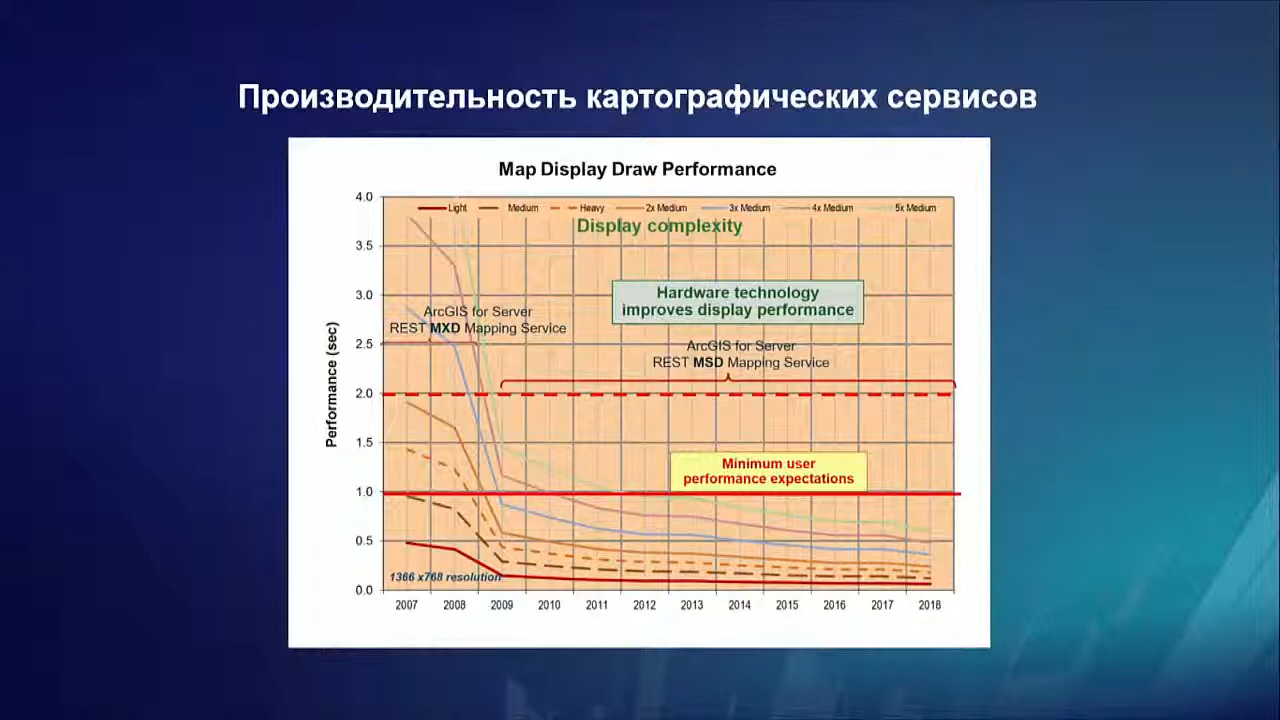 Производительность картографических сервисов
Map Display Draw Performance
4.0
Light Medium Heavy 2x Medium 3x Medium 4x Medium 5x Medium
Display complexity
3.5
3.0
Hardware technology
improves display performance
ArcGIS for Server
REST MXD Mapping Service
2.5
ArcGIS for Server
REST MSD Mapping Service
2.0
Performance (sec)
1.5
Minimum user
performance expectations
1.0
0.5
1366 x768 resolution
0.0
2007 2008 2009 2010 2011 2012 2013 2014 2015 2016 2017 2018